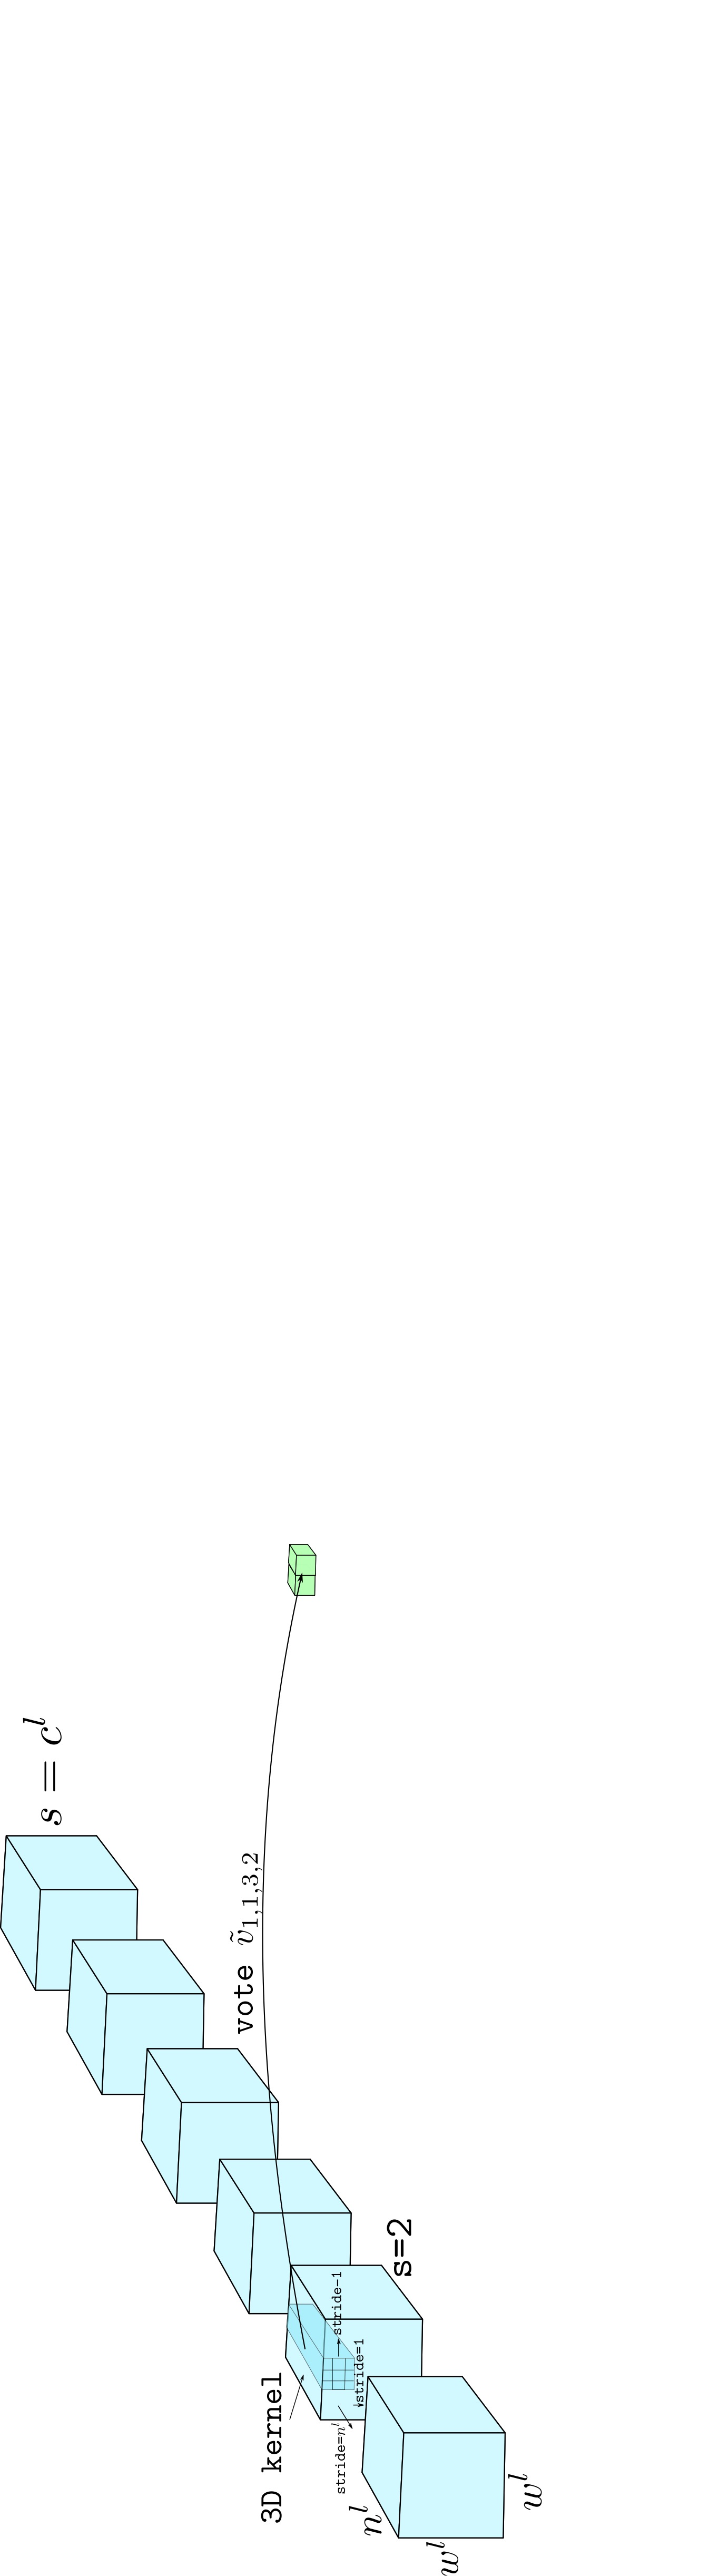 s = c^l
vote ṽ_{1,1,3,2}
3D kernel
s=2
stride-1
stride=1
stride=n^l
n^l
w^l
w^l